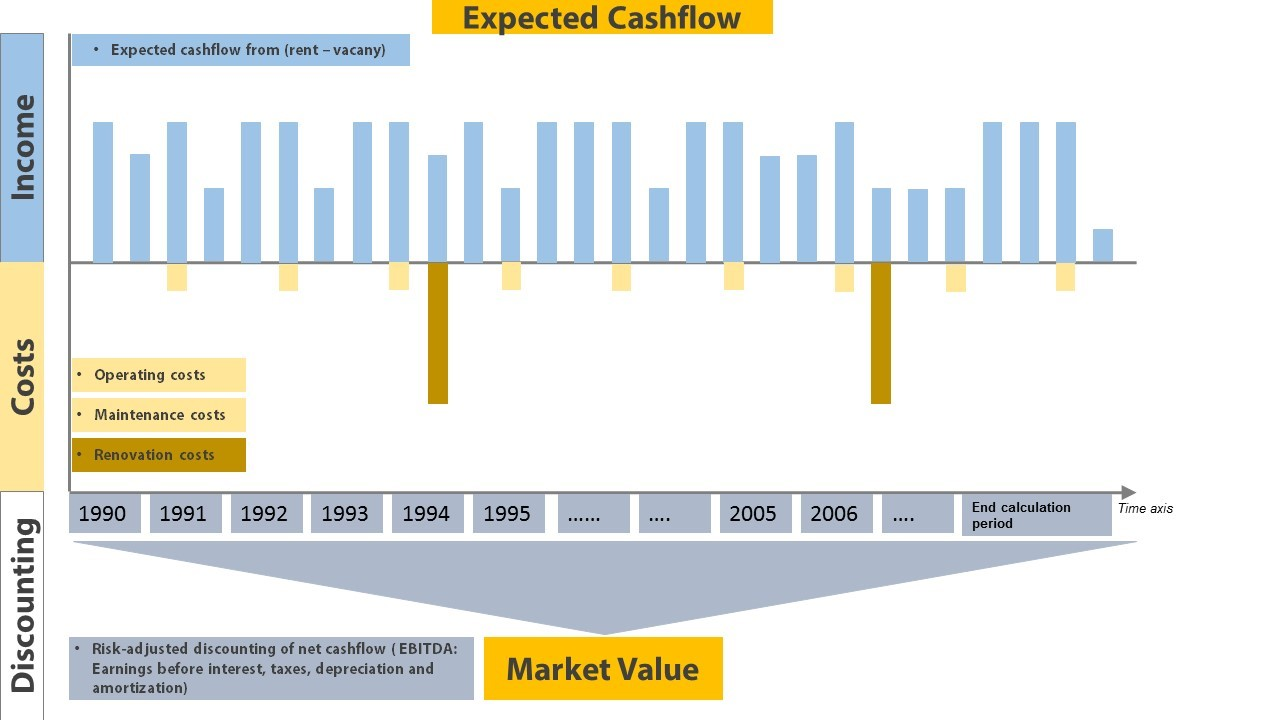 Expected Cashflow
Income
• Expected cashflow from (rent – vacany)
Costs
• Operating costs
• Maintenance costs
• Renovation costs
1990 1991 1992 1993 1994 1995 ...... .... 2005 2006 .... End calculation
period
Time axis
Discounting
• Risk-adjusted discounting of net cashflow ( EBITDA:
Earnings before interest, taxes, depreciation and
amortization)
Market Value